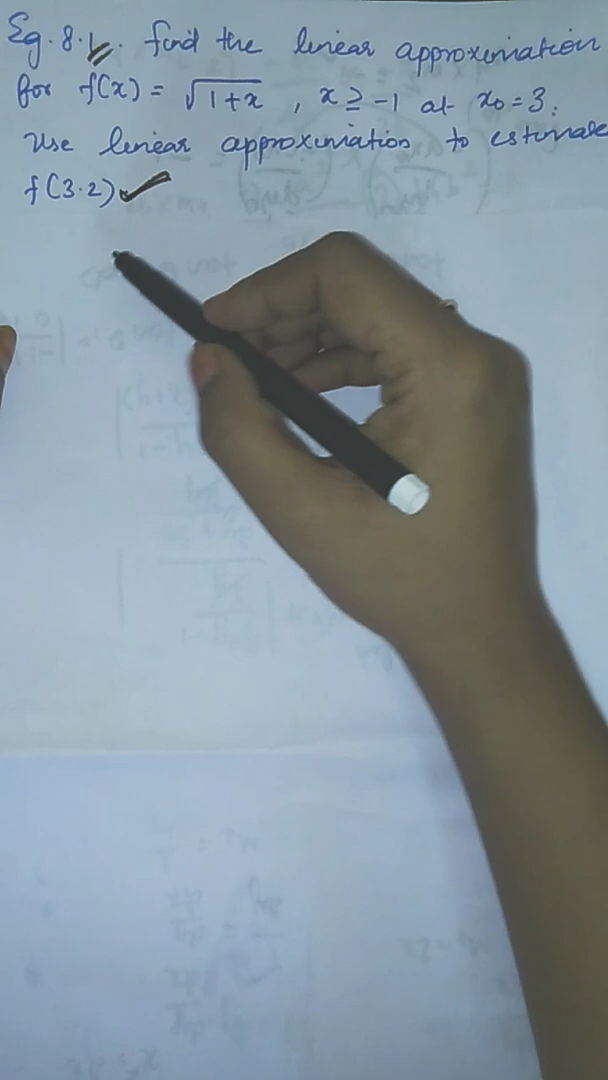 Eg. 8.1. Find the linear approximation
for f(x) = √1+x , x ≥ -1 at x₀ = 3.
Use linear approximation to estimate
f(3.2)